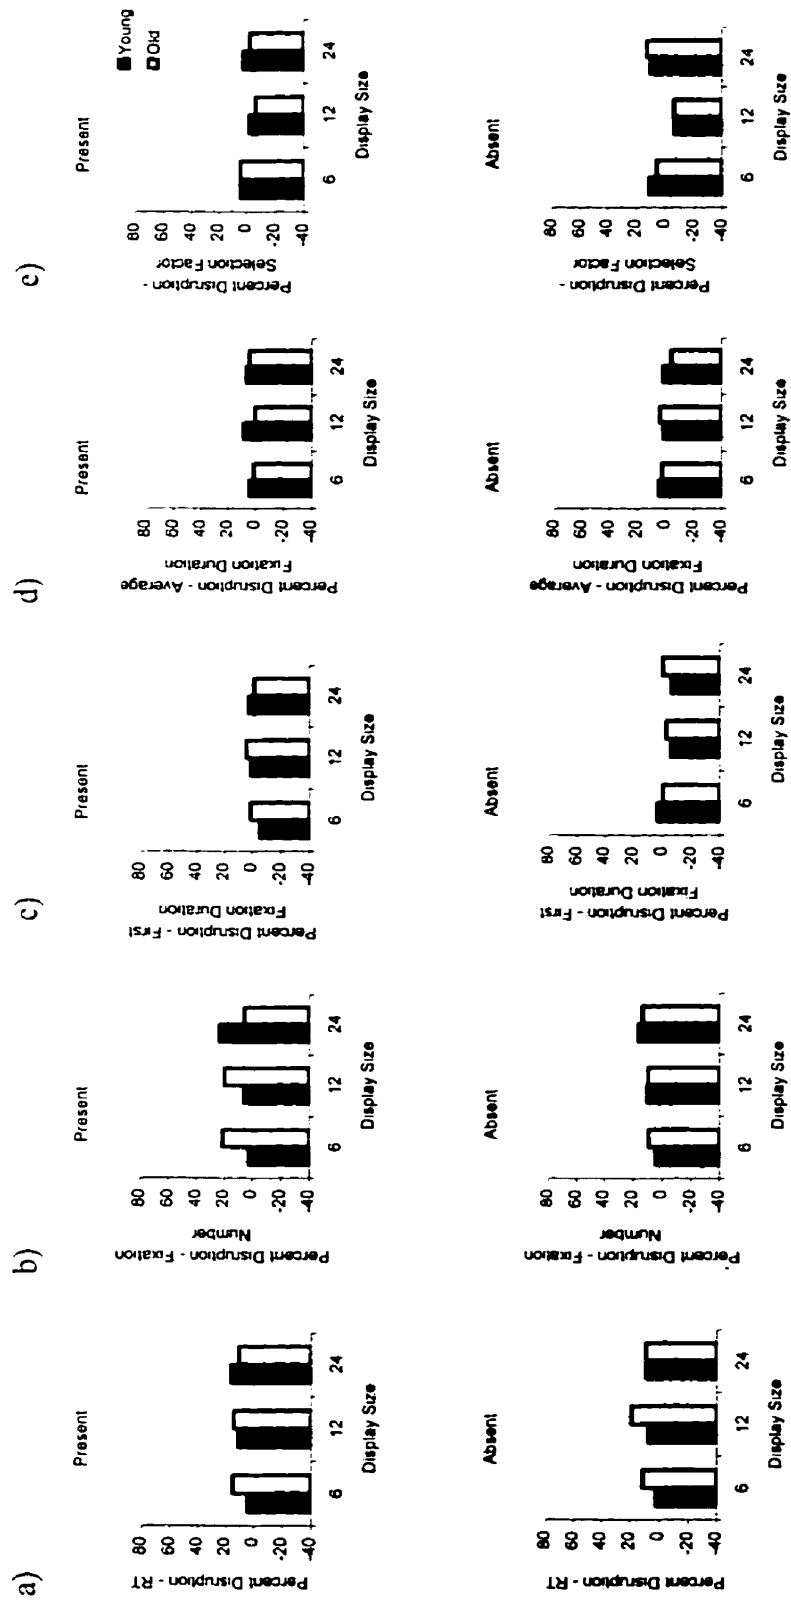 a)
Present
Percent Disruption - RT
80
60
40
20
0
-20
-40
6
12
24
Display Size
Absent
Percent Disruption - RT
80
60
40
20
0
-20
-40
6
12
24
Display Size
b)
Present
Percent Disruption - Fixation
Number
80
60
40
20
0
-20
-40
6
12
24
Display Size
Absent
Percent Disruption - Fixation
Number
80
60
40
20
0
-20
-40
6
12
24
Display Size
c)
Present
Percent Disruption - First
Fixation Duration
80
60
40
20
0
-20
-40
6
12
24
Display Size
Absent
Percent Disruption - First
Fixation Duration
80
60
40
20
0
-20
-40
6
12
24
Display Size
d)
Present
Percent Disruption - Average
Fixation Duration
80
60
40
20
0
-20
-40
6
12
24
Display Size
Absent
Percent Disruption - Average
Fixation Duration
80
60
40
20
0
-20
-40
6
12
24
Display Size
e)
Present
Young
Old
Percent Disruption -
Selection Factor
80
60
40
20
0
-20
-40
6
12
24
Display Size
Absent
Percent Disruption -
Selection Factor
80
60
40
20
0
-20
-40
6
12
24
Display Size